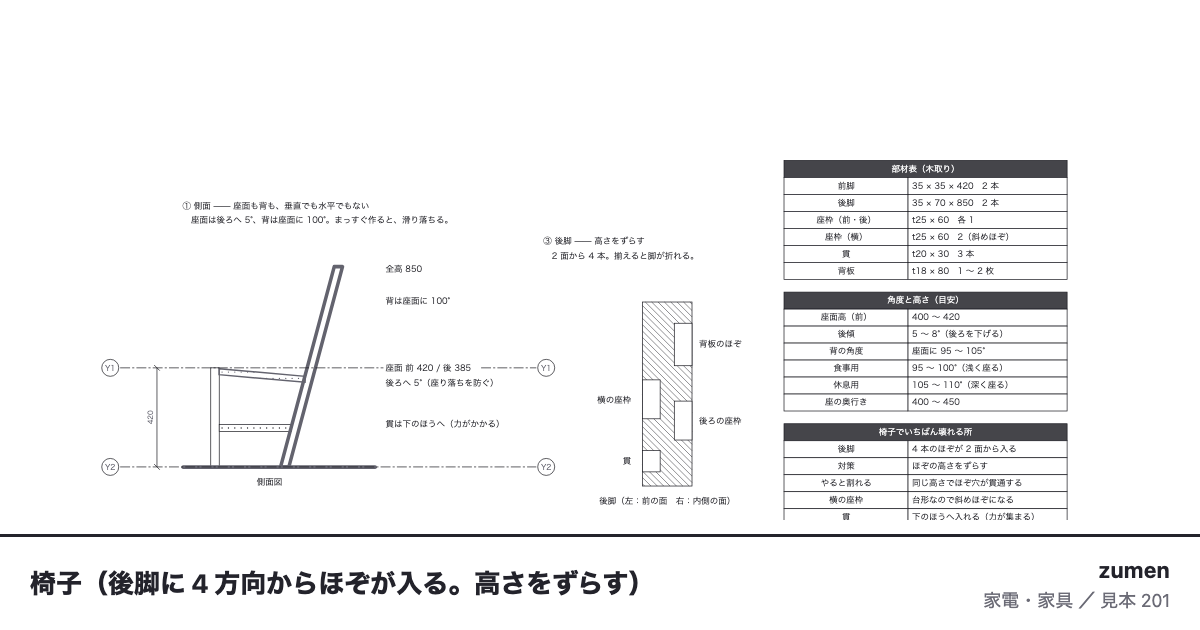 ① 側面 —— 座面も背も、垂直でも水平でもない
座面は後ろへ 5°、背は座面に 100°。まっすぐ作ると、滑り落ちる。
全高 850
背は座面に 100°
Y1
座面 前 420 / 後 385
Y1
後ろへ 5°（座り落ちを防ぐ）
420
貫は下のほうへ（力がかかる）
Y2
Y2
側面図
③ 後脚 —— 高さをずらす
2 面から 4 本。揃えると脚が折れる。
背板のほぞ
横の座枠
後ろの座枠
貫
後脚（左：前の面　右：内側の面）
部材表（木取り）
前脚 35 × 35 × 420　2 本
後脚 35 × 70 × 850　2 本
座枠（前・後） t25 × 60　各 1
座枠（横） t25 × 60　2（斜めほぞ）
貫 t20 × 30　3 本
背板 t18 × 80　1 〜 2 枚
角度と高さ（目安）
座面高（前） 400 〜 420
後傾 5 〜 8°（後ろを下げる）
背の角度 座面に 95 〜 105°
食事用 95 〜 100°（浅く座る）
休息用 105 〜 110°（深く座る）
座の奥行き 400 〜 450
椅子でいちばん壊れる所
後脚 4 本のほぞが 2 面から入る
対策 ほぞの高さをずらす
やると割れる 同じ高さでほぞ穴が貫通する
横の座枠 台形なので斜めほぞになる
貫 下のほうへ入れる（力が集まる）
椅子（後脚に 4 方向からほぞが入る。高さをずらす）
zumen
家電・家具 ／ 見本 201